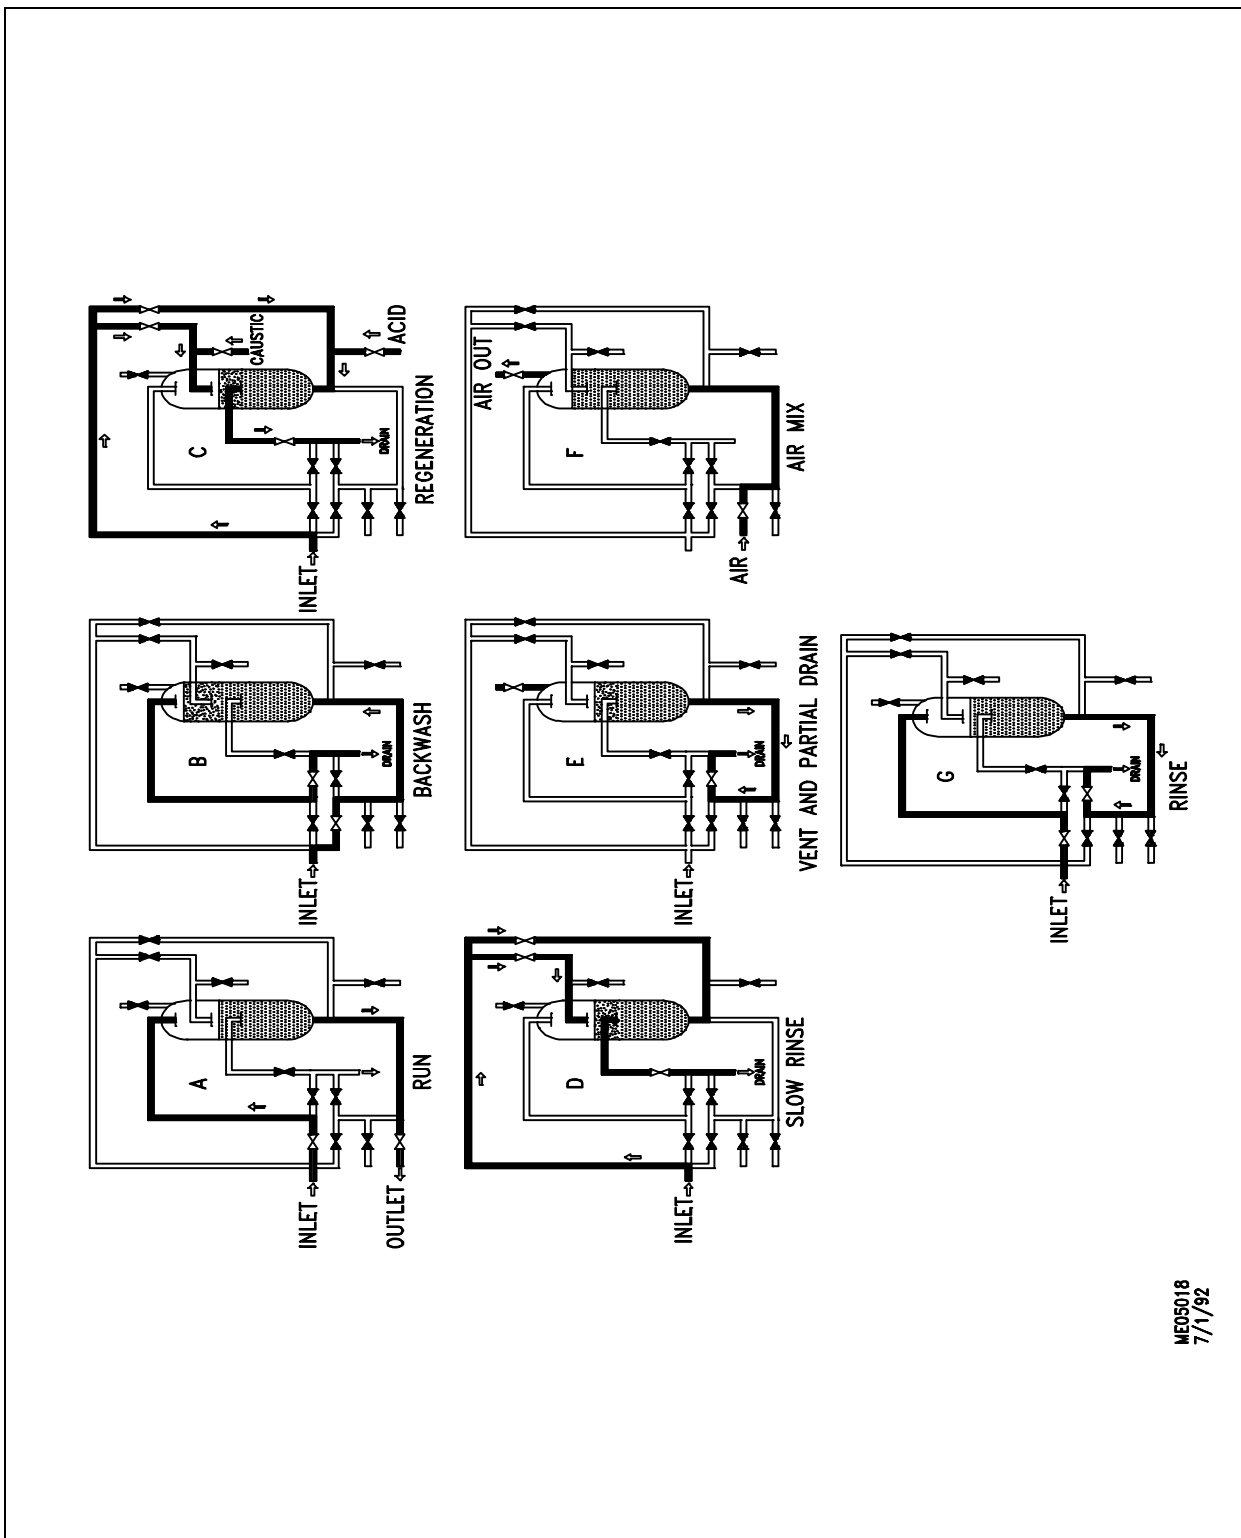 A
INLET
OUTLET
RUN
B
INLET
DRAIN
BACKWASH
C
CAUSTIC
INLET
DRAIN
ACID
REGENERATION
D
INLET
DRAIN
SLOW RINSE
E
INLET
DRAIN
VENT AND PARTIAL DRAIN
AIR OUT
F
AIR
AIR MIX
G
INLET
DRAIN
RINSE
ME05018
7/1/92